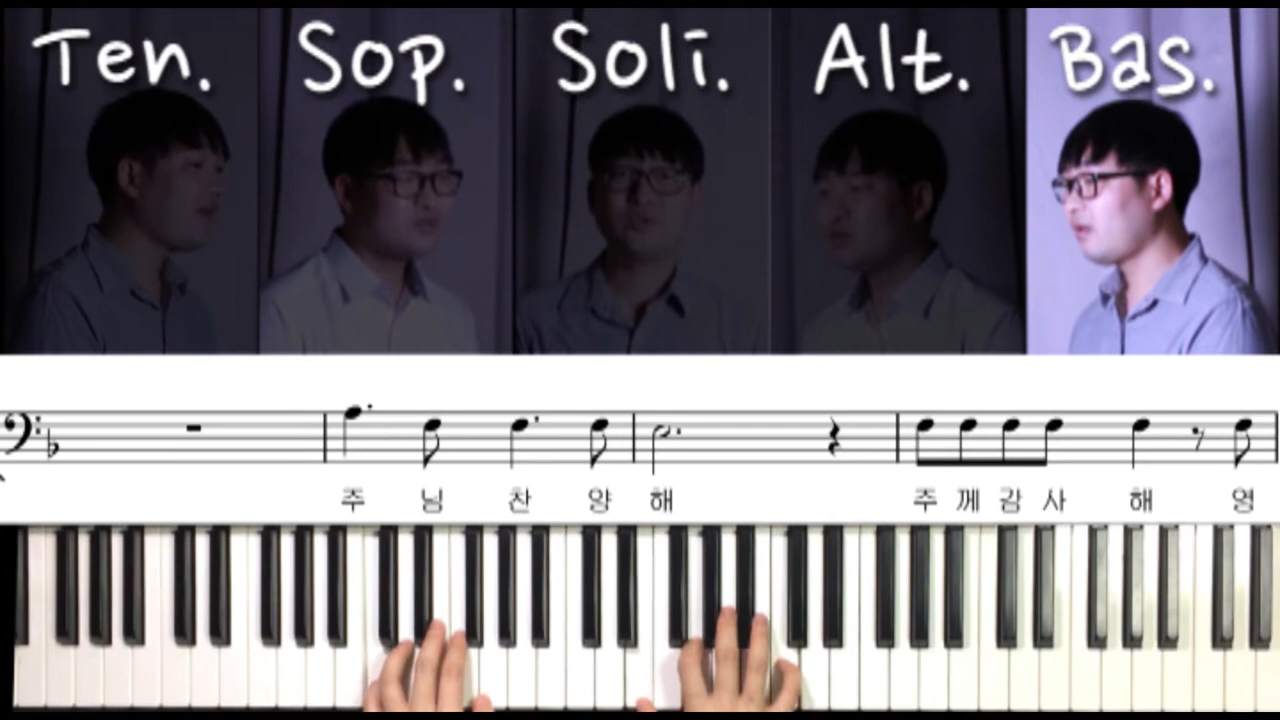 Ten. Sop. Soli. Alt. Bas.
주 님 찬 양 해 주 께 감 사 해 영